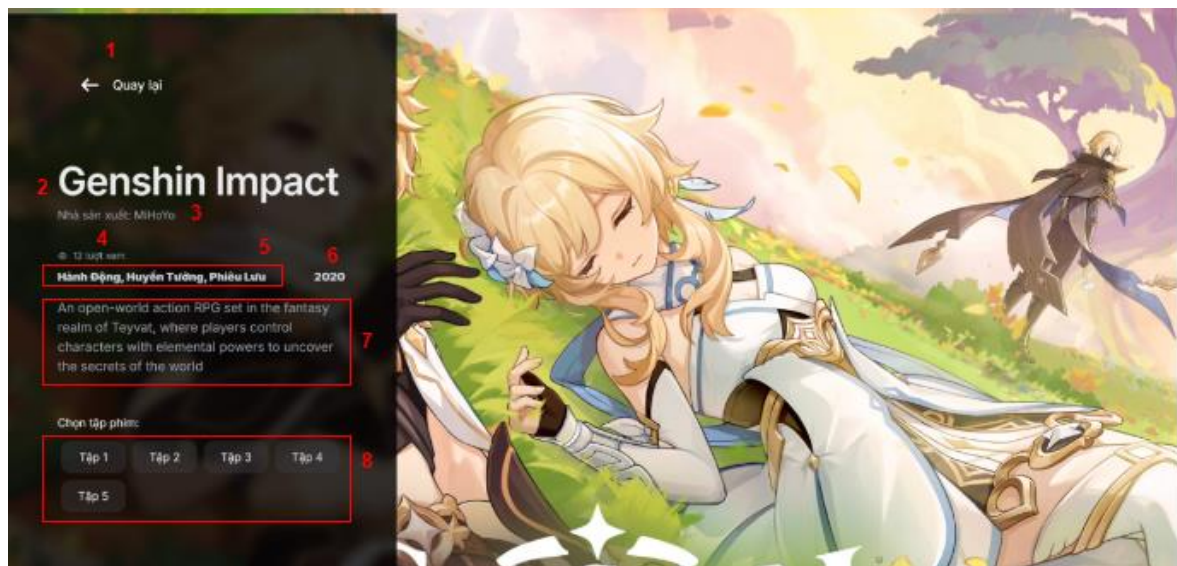 1
← Quay lại
2 Genshin Impact
Nhà sản xuất: MiHoYo 3
4
12 lượt xem 5 6
Hành Động, Huyền Tưởng, Phiêu Lưu 2020
An open-world action RPG set in the fantasy
realm of Teyvat, where players control
characters with elemental powers to uncover
the secrets of the world
7
Chọn tập phim:
Tập 1 Tập 2 Tập 3 Tập 4 8
Tập 5